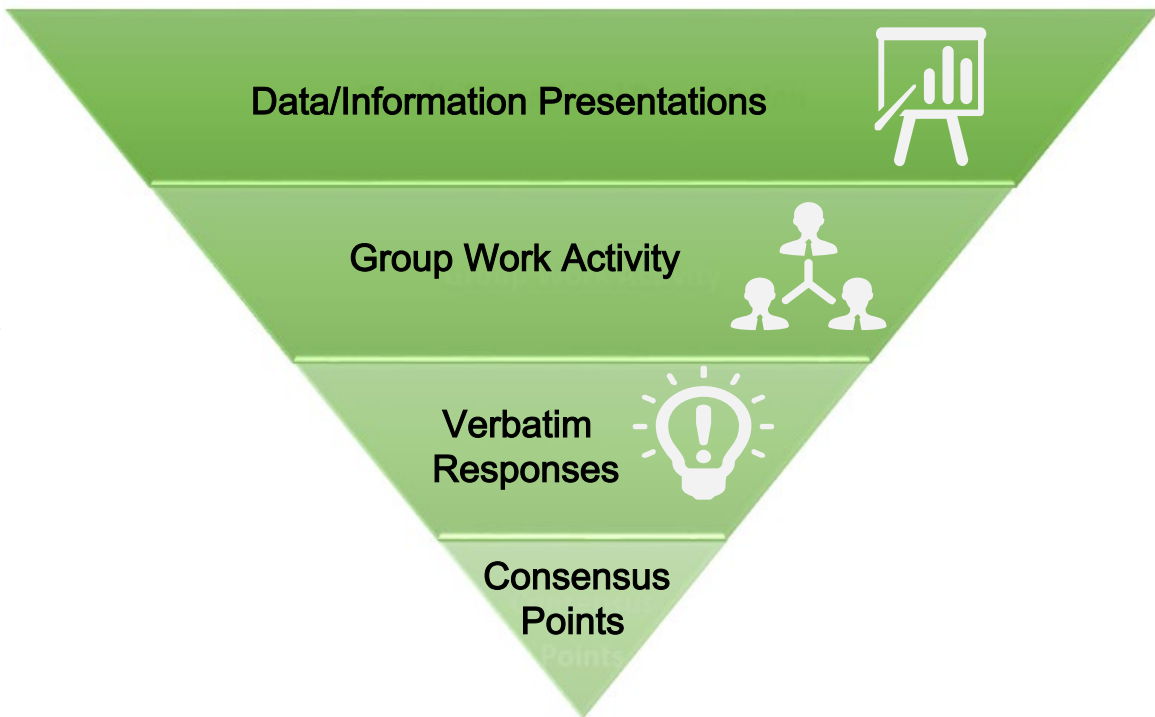 Data/Information Presentations
Group Work Activity
Verbatim
Responses
Consensus
Points